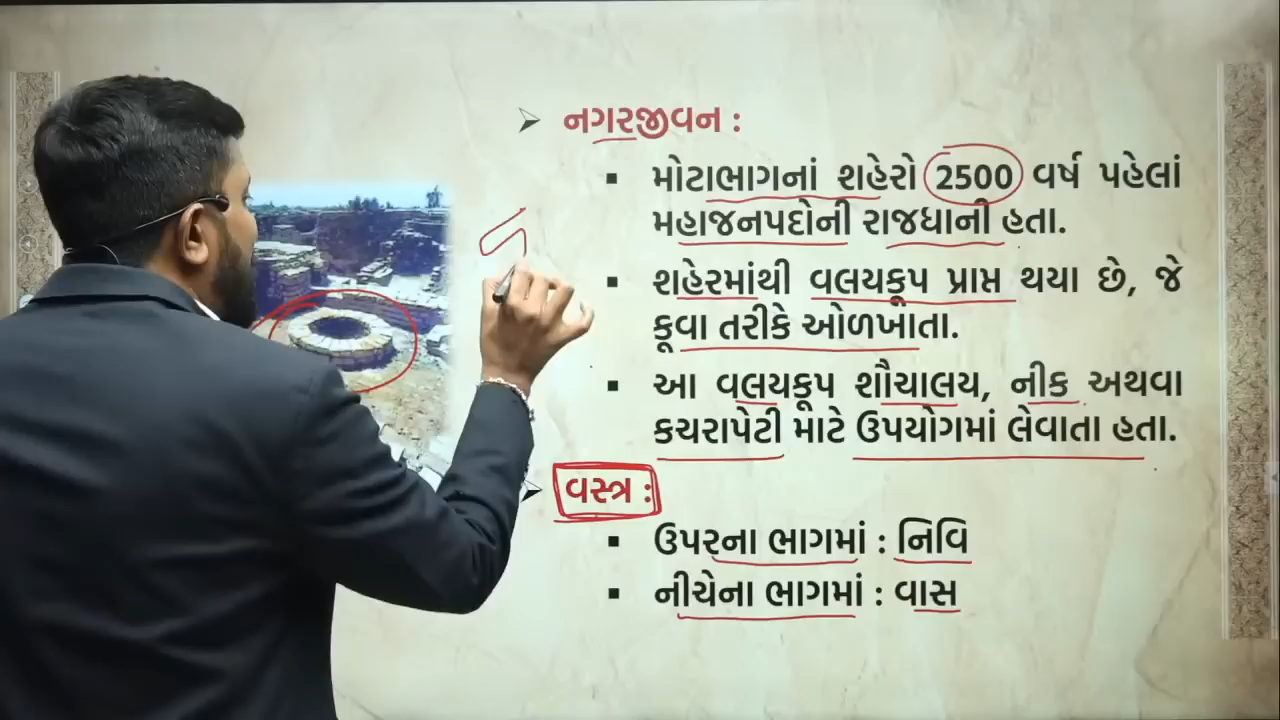 નગરજીવન :
મોટાભાગનાં શહેરો 2500 વર્ષ પહેલાં
મહાજનપદોની રાજધાની હતા.
શહેરમાંથી વલયકૂપ પ્રાપ્ત થયા છે, જે
કૂવા તરીકે ઓળખાતા.
આ વલયકૂપ શૌચાલય, નીક અથવા
કચરાપેટી માટે ઉપયોગમાં લેવાતા હતા.
વસ્ત્ર :
ઉપરના ભાગમાં : નિવિ
નીચેના ભાગમાં : વાસ